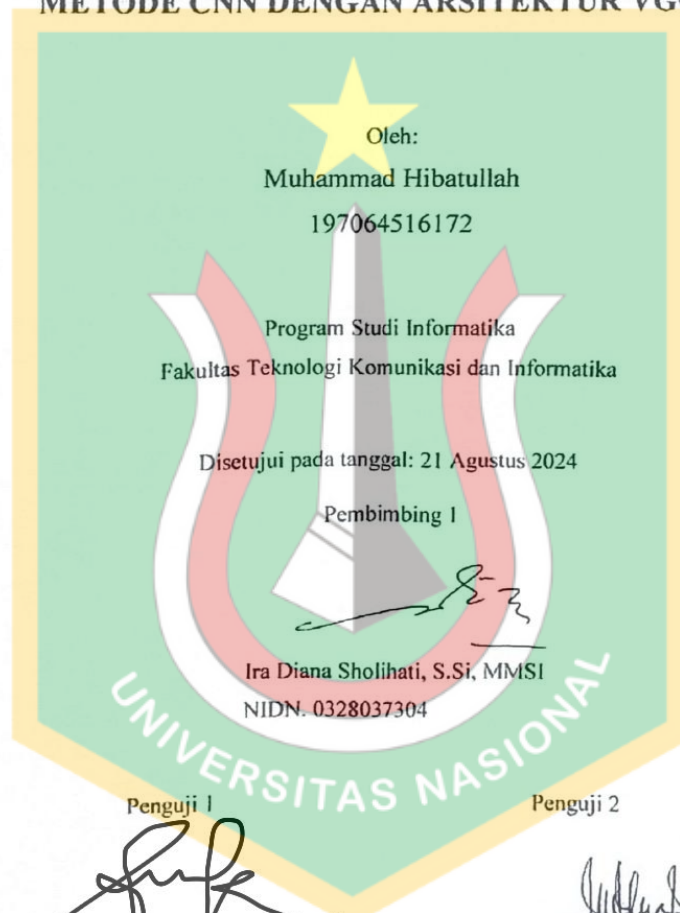 METODE CNN DENGAN ARSITEKTUR
Oleh:
Muhammad Hibatullah
197064516172
Program Studi Informatika
Fakultas Teknologi Komunikasi dan Informatika
Disetujui pada tanggal: 21 Agustus 2024
Pembimbing 1
Ira Diana Sholihati, S.Si, MMSI
NIDN. 0328037304
UNIVERSITAS NASIONAL
Penguji 1 Penguji 2